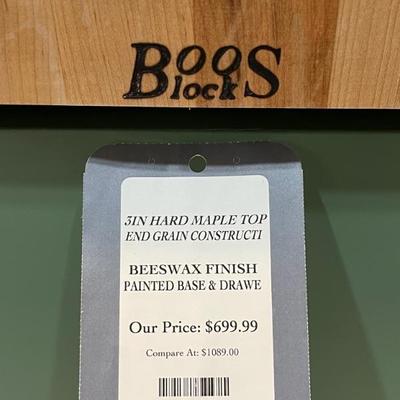 Boos
Block
3IN HARD MAPLE TOP
END GRAIN CONSTRUCTI
BEESWAX FINISH
PAINTED BASE & DRAWE
Our Price: $699.99
Compare At: $1089.00